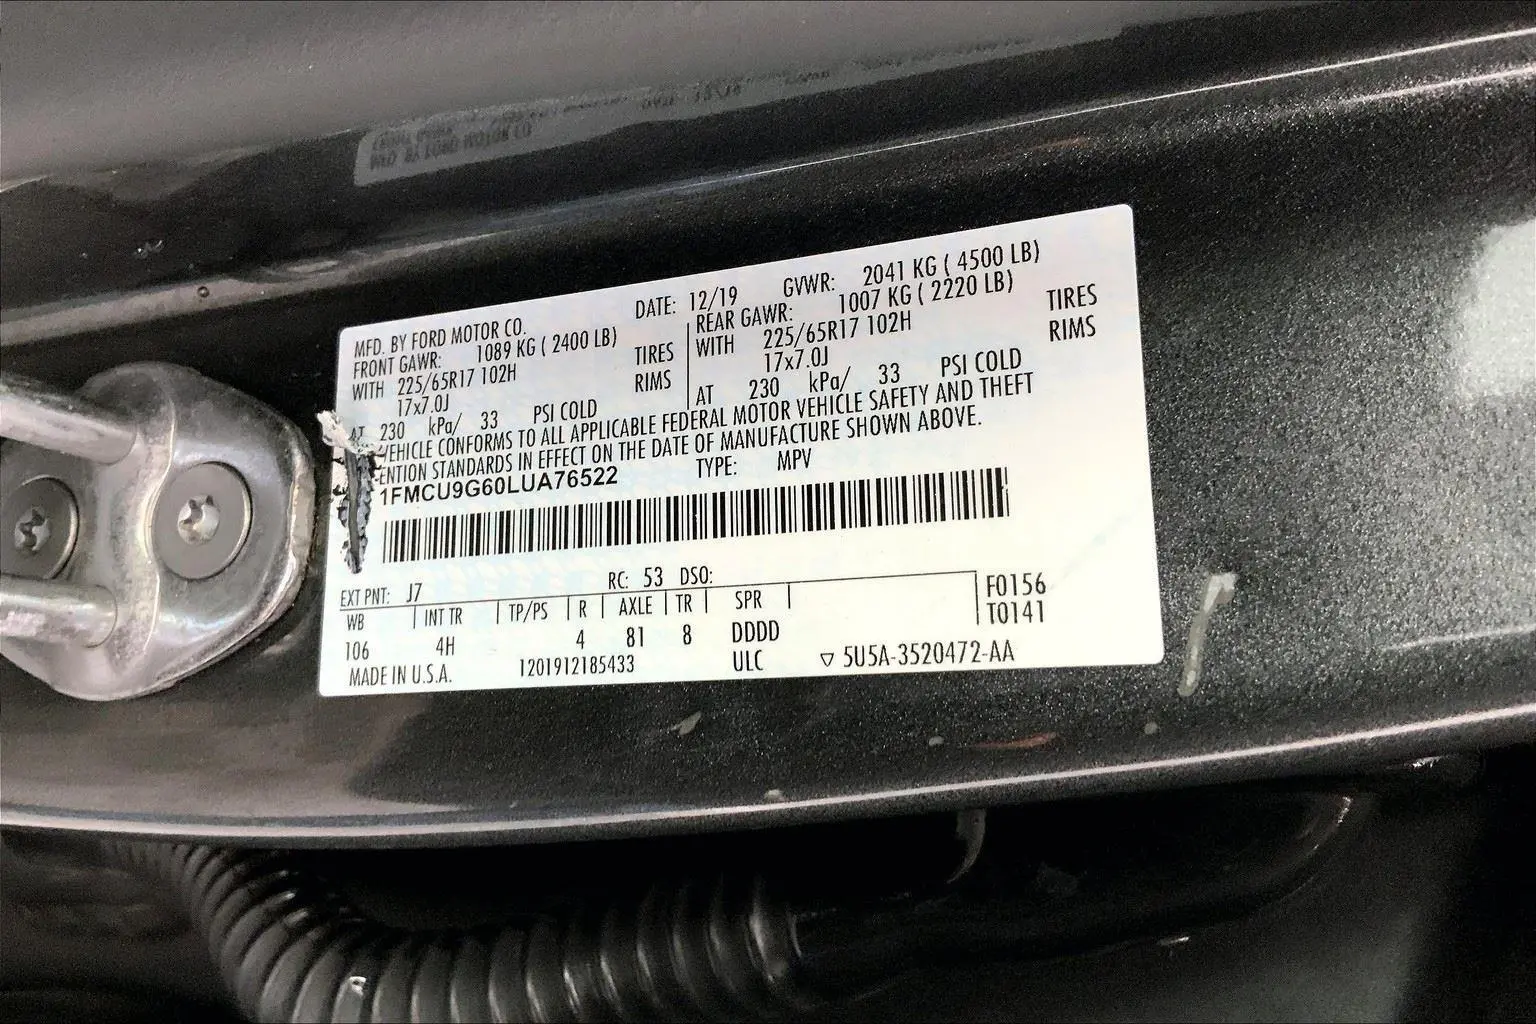 MFD. BY FORD MOTOR CO.
DATE: 12/19 GVWR: 2041 KG ( 4500 LB)
FRONT GAWR: 1089 KG ( 2400 LB)
WITH 225/65R17 102H TIRES
17x7.0J RIMS
AT 230 kPa/ 33 PSI COLD
REAR GAWR: 1007 KG ( 2220 LB)
WITH 225/65R17 102H TIRES
17x7.0J RIMS
AT 230 kPa/ 33 PSI COLD
VEHICLE CONFORMS TO ALL APPLICABLE FEDERAL MOTOR VEHICLE SAFETY AND THEFT
ENTION STANDARDS IN EFFECT ON THE DATE OF MANUFACTURE SHOWN ABOVE.
1FMCU9G60LUA76522 TYPE: MPV
EXT PNT: J7 RC: 53 DSO:
WB INT TR TP/PS R AXLE TR SPR
106 4H 4 81 8 DDDD
F0156
T0141
MADE IN U.S.A. 1201912185433 ULC ▽ 5U5A-3520472-AA